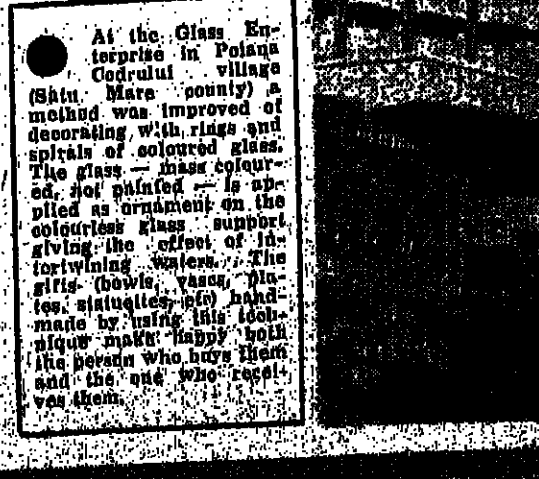 At the Glass En-
terprise in Poiana
Codrului village
(Satu Mare county) a
method was improved of
decorating with rings and
spirals of coloured glass.
The glass — mass colour-
ed, not painted — is ap-
plied as ornament on the
colourless glass support
giving the effect of in-
tertwining waters. The
gifts (bowls, vases, pla-
tes, statuettes, etc) hand-
made by using this tech-
nique make happy both
the person who buys them
and the one who recei-
ves them.